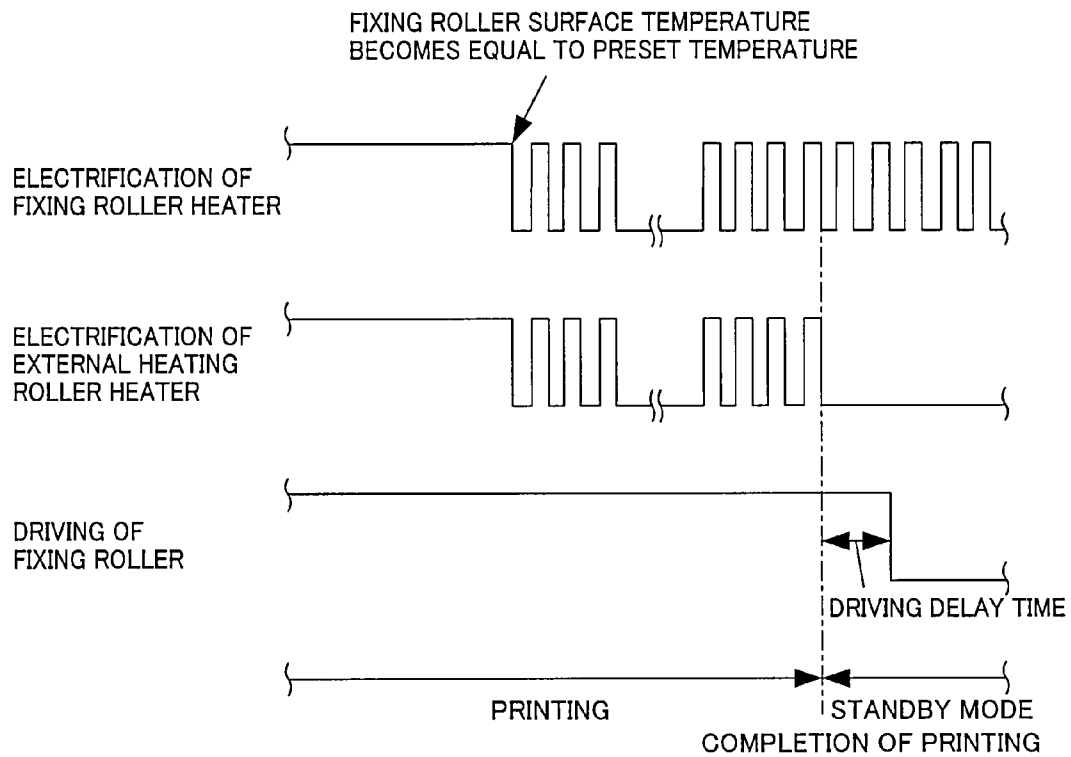 FIXING ROLLER SURFACE TEMPERATURE
BECOMES EQUAL TO PRESET TEMPERATURE
ELECTRIFICATION OF
FIXING ROLLER HEATER
ELECTRIFICATION OF
EXTERNAL HEATING
ROLLER HEATER
DRIVING OF
FIXING ROLLER
DRIVING DELAY TIME
PRINTING
STANDBY MODE
COMPLETION OF PRINTING